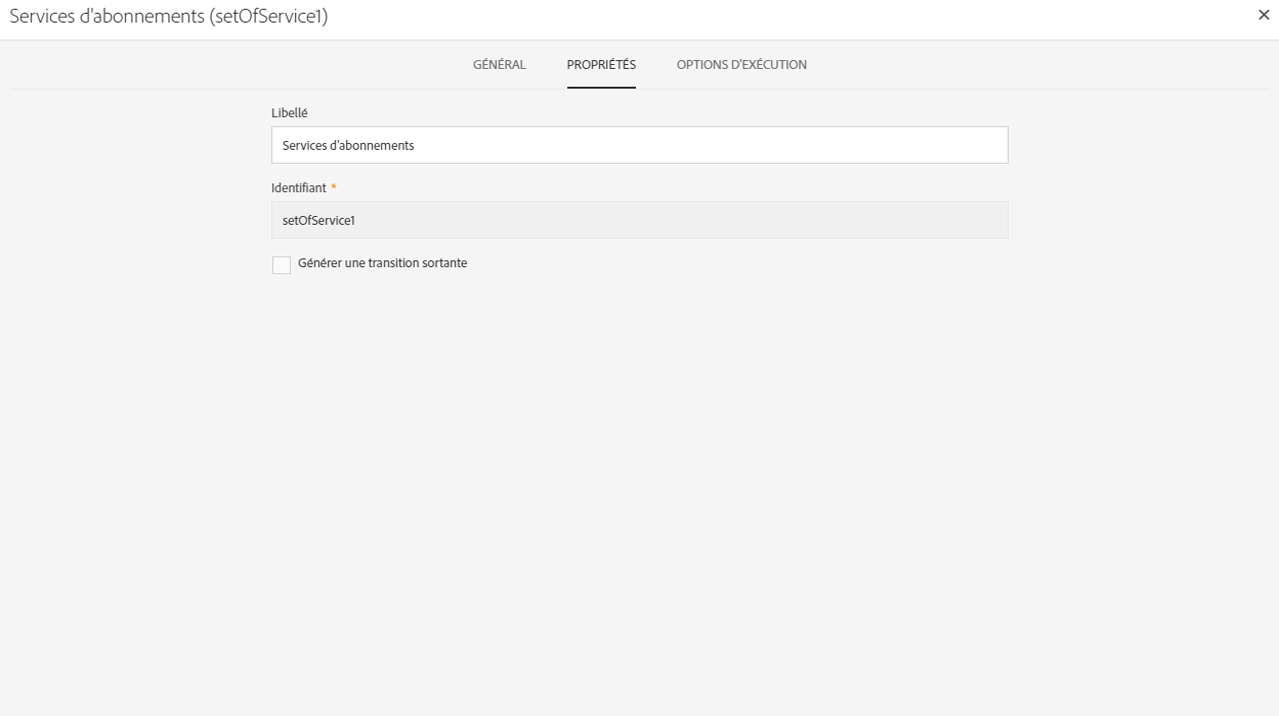 Services d'abonnements (setOfService1)
GÉNÉRAL PROPRIÉTÉS OPTIONS D'EXÉCUTION
Libellé
Services d'abonnements
Identifiant *
setOfService1
Générer une transition sortante